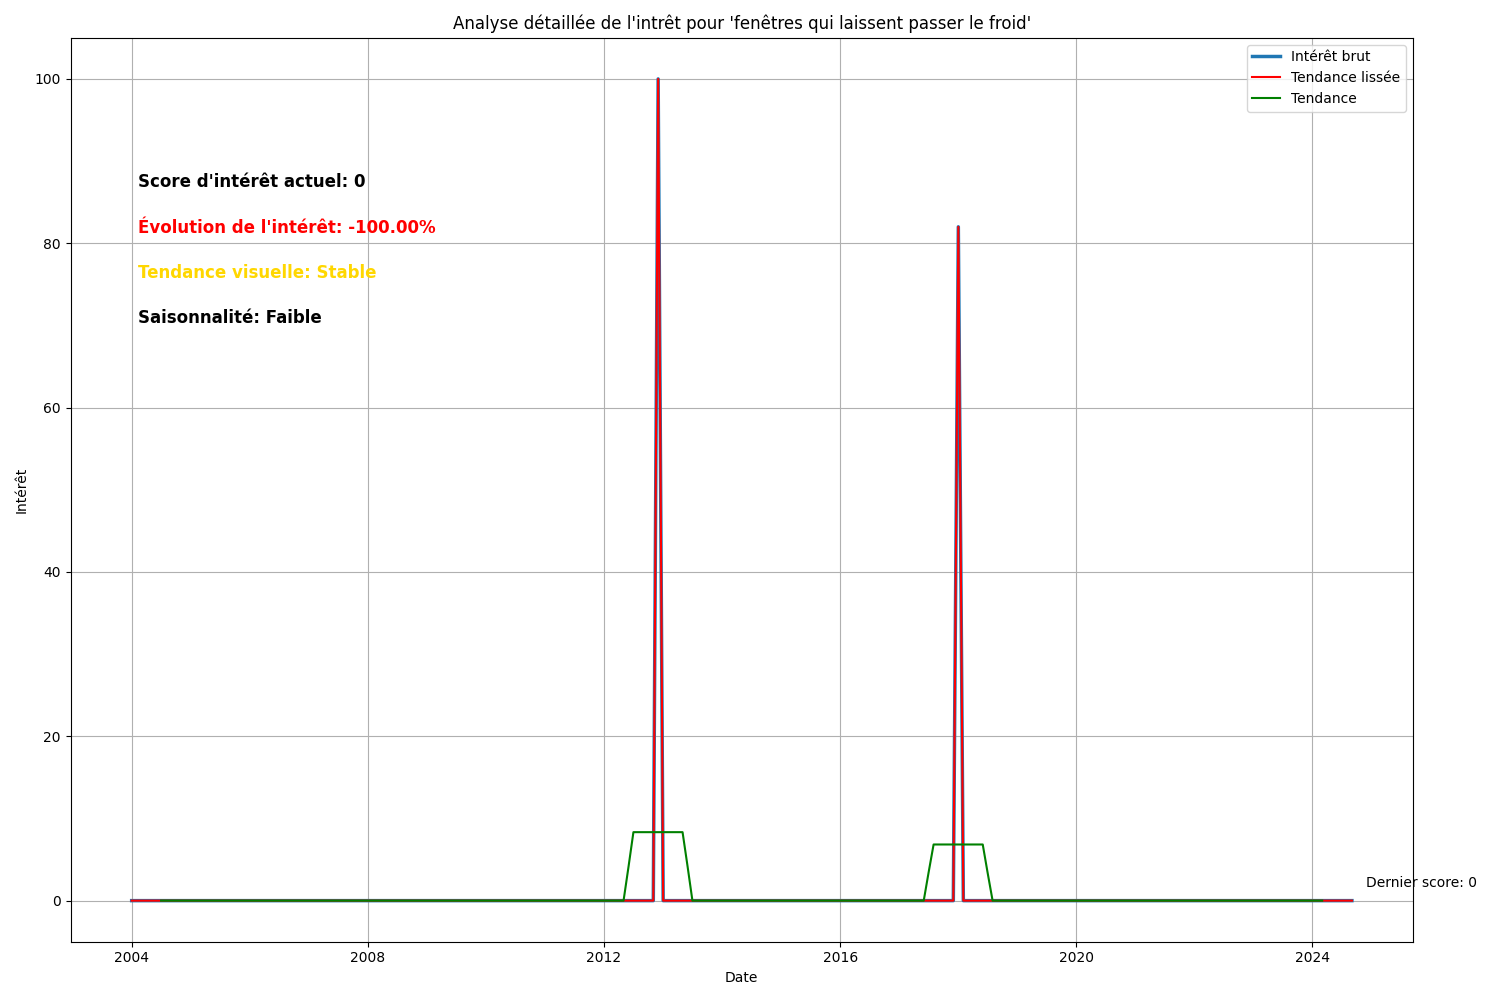 Analyse détaillée de l'intrêt pour 'fenêtres qui laissent passer le froid'
Intérêt brut
Tendance lissée
Tendance
Score d'intérêt actuel: 0
Évolution de l'intérêt: -100.00%
Tendance visuelle: Stable
Saisonnalité: Faible
Dernier score: 0
Intérêt
100
80
60
40
20
0
2004
2008
2012
2016
2020
2024
Date